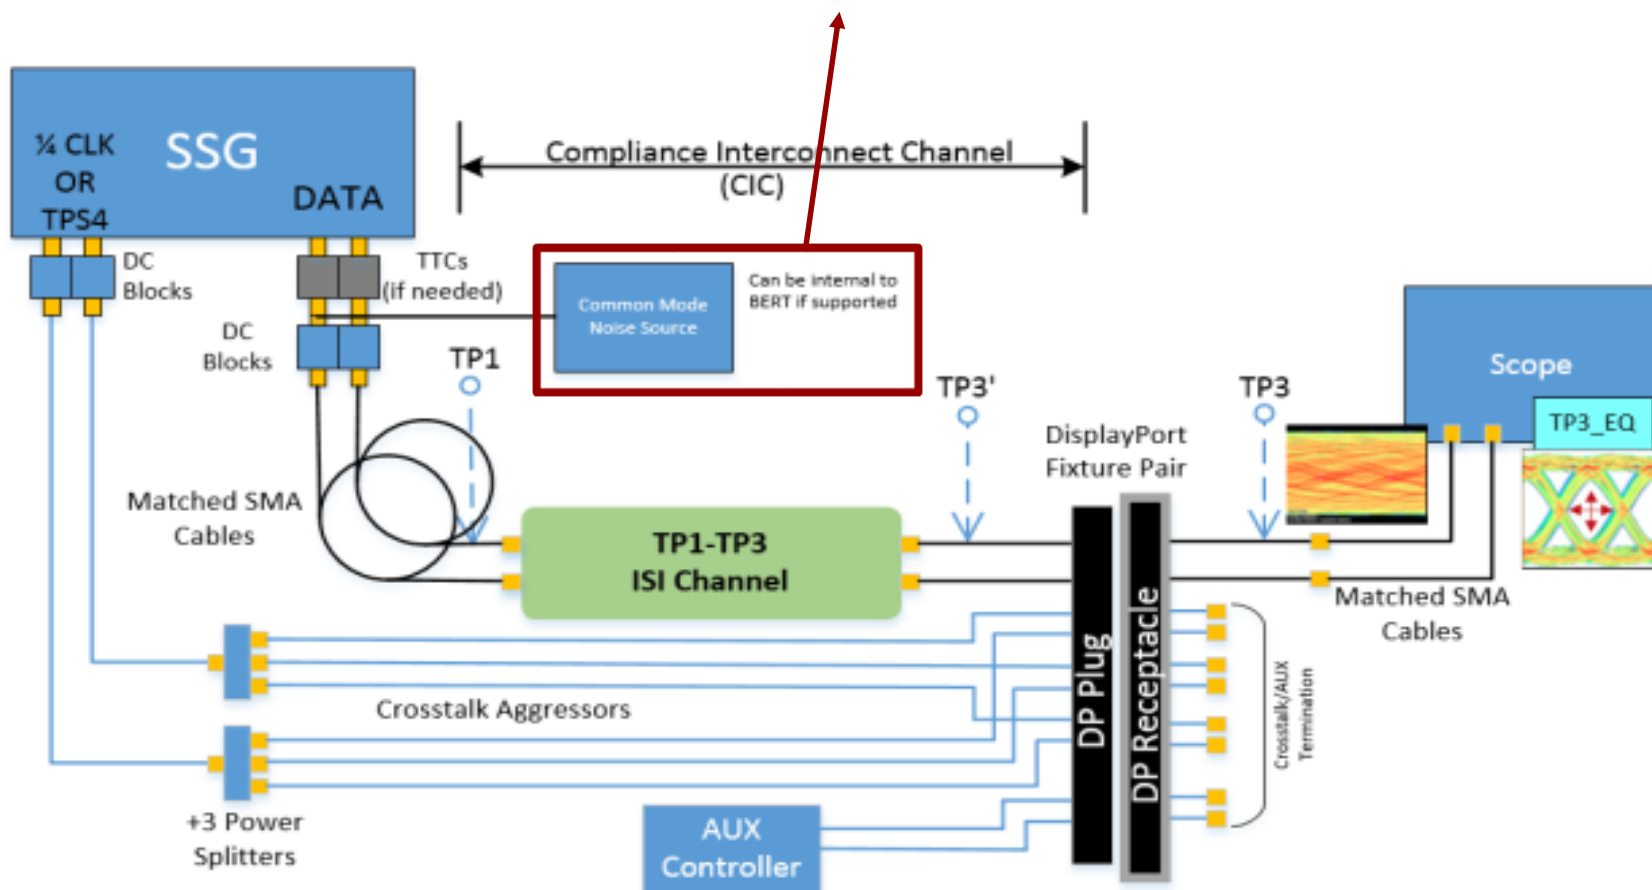 ¼ CLK
OR
TPS4
SSG
DATA
DC
Blocks
TTCs
(if needed)
DC
Blocks
Compliance Interconnect Channel
(CIC)
Common Mode
Noise Source
Can be internal to
BERT if supported
TP1
TP3'
TP3
DisplayPort
Fixture Pair
Scope
TP3_EQ
Matched SMA
Cables
TP1-TP3
ISI Channel
Matched SMA
Cables
DP Plug
DP Receptacle
Crosstalk/AUX
Termination
Crosstalk Aggressors
+3 Power
Splitters
AUX
Controller